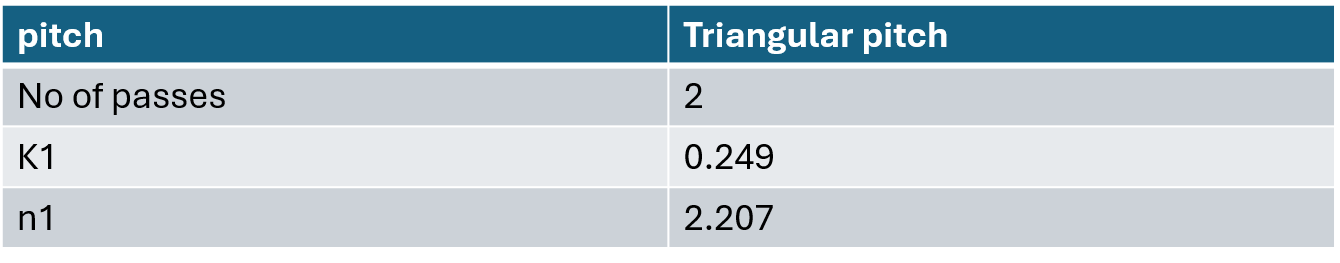 pitch Triangular pitch
No of passes 2
K1 0.249
n1 2.207